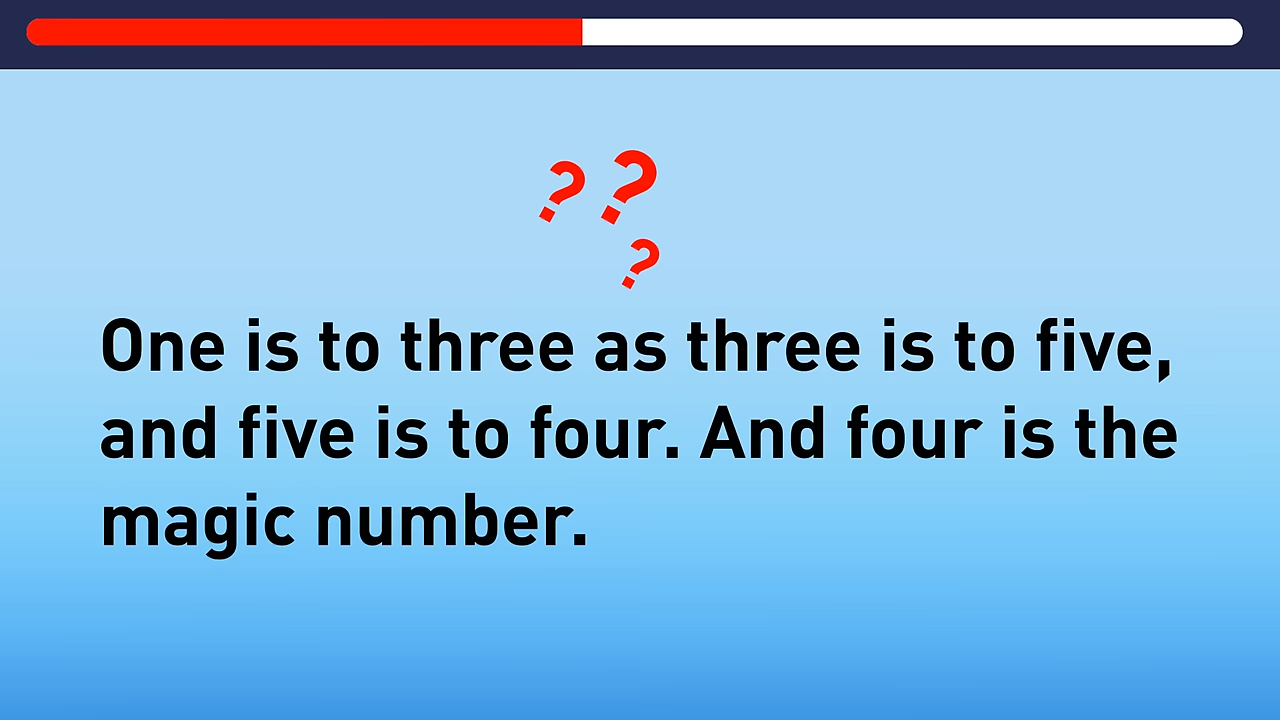 ? ?
?
One is to three as three is to five,
and five is to four. And four is the
magic number.